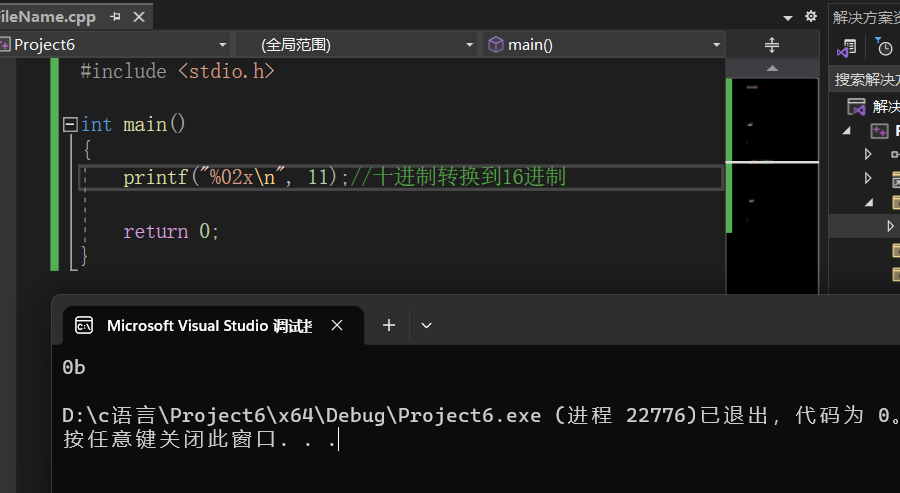 ileName.cpp
解决方案资
Project6
(全局范围)
main()
搜索解决方
解决
#include <stdio.h>
int main()
{
printf("%02x\n", 11);//十进制转换到16进制
return 0;
}
Microsoft Visual Studio 调试控
0b
D:\c语言\Project6\x64\Debug\Project6.exe (进程 22776)已退出，代码为 0。
按任意键关闭此窗口. . .